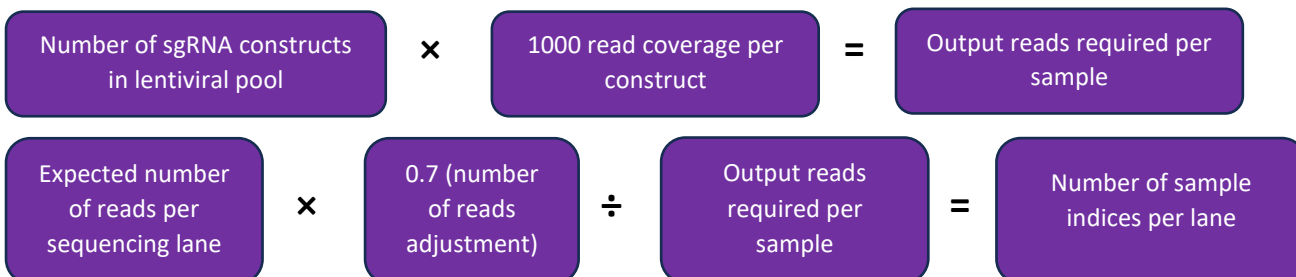 Number of sgRNA constructs
in lentiviral pool
×
1000 read coverage per
construct
=
Output reads required per
sample
Expected number
of reads per
sequencing lane
×
0.7 (number
of reads
adjustment)
÷
Output reads
required per
sample
=
Number of sample
indices per lane